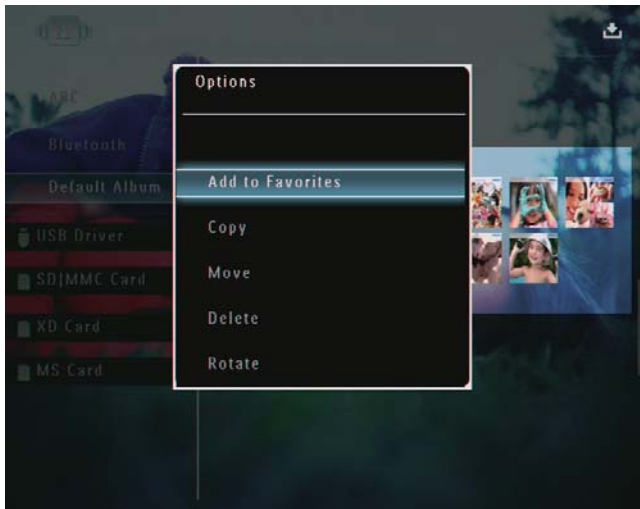 ABC
Bluetooth
Default Album
USB Driver
SD|MMC Card
XD Card
MS Card
Options
Add to Favorites
Copy
Move
Delete
Rotate